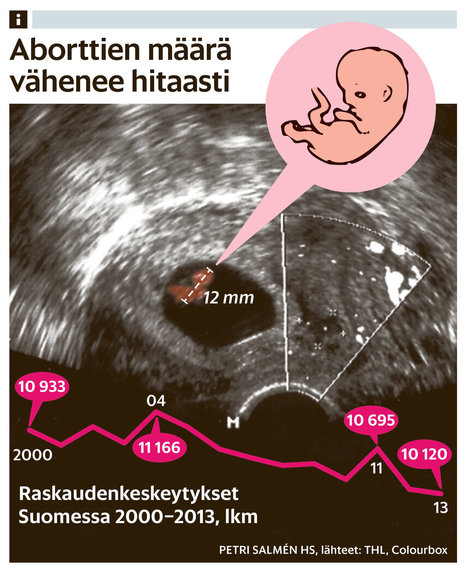 i
Aborttien määrä
vähenee hitaasti
12 mm
10 933
04
11 166
10 695
10 120
2000
11
13
M
Raskaudenkeskeytykset
Suomessa 2000–2013, lkm
PETRI SALMÉN HS, lähteet: THL, Colourbox